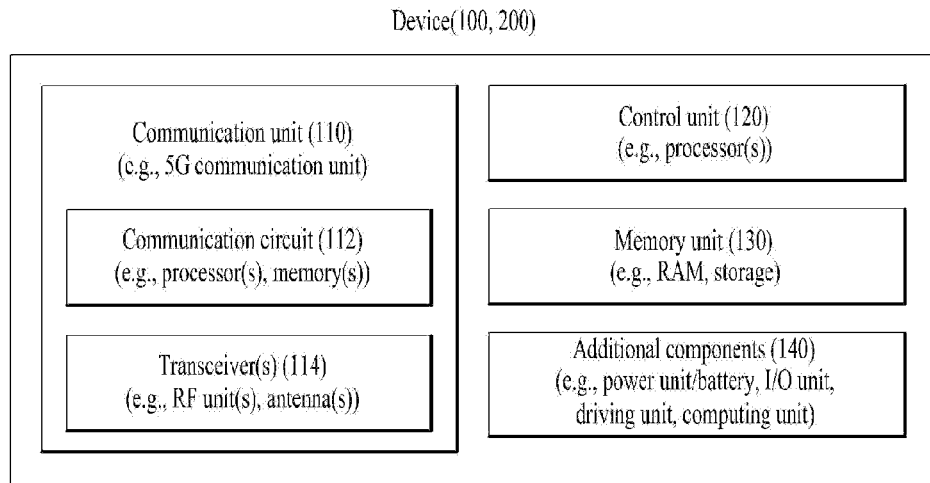 Device(100, 200)
Communication unit (110)
(e.g., 5G communication unit)
Communication circuit (112)
(e.g., processor(s), memory(s))
Transceiver(s) (114)
(e.g., RF unit(s), antenna(s))
Control unit (120)
(e.g., processor(s))
Memory unit (130)
(e.g., RAM, storage)
Additional components (140)
(e.g., power unit/battery, I/O unit,
driving unit, computing unit)